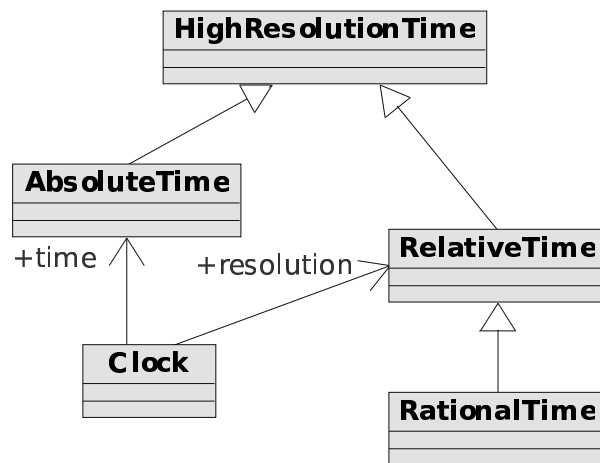 HighResolutionTime
AbsoluteTime
RelativeTime
+time
+resolution
Clock
RationalTime